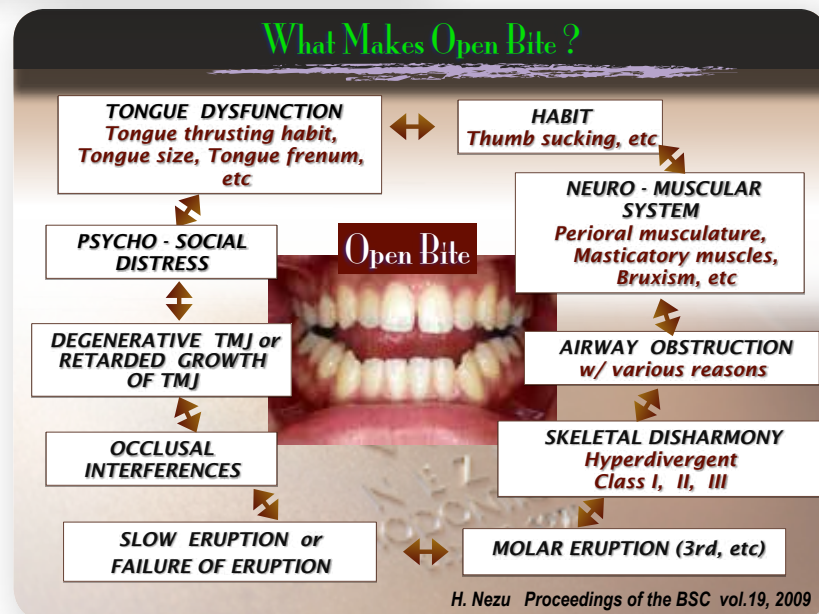 What Makes Open Bite ?
TONGUE DYSFUNCTION
Tongue thrusting habit,
Tongue size, Tongue frenum,
etc
HABIT
Thumb sucking, etc
NEURO - MUSCULAR
SYSTEM
Perioral musculature,
Masticatory muscles,
Bruxism, etc
PSYCHO - SOCIAL
DISTRESS
Open Bite
DEGENERATIVE TMJ or
RETARDED GROWTH
OF TMJ
AIRWAY OBSTRUCTION
w/ various reasons
OCCLUSAL
INTERFERENCES
SKELETAL DISHARMONY
Hyperdivergent
Class I, II, III
SLOW ERUPTION or
FAILURE OF ERUPTION
MOLAR ERUPTION (3rd, etc)
H. Nezu Proceedings of the BSC vol.19, 2009